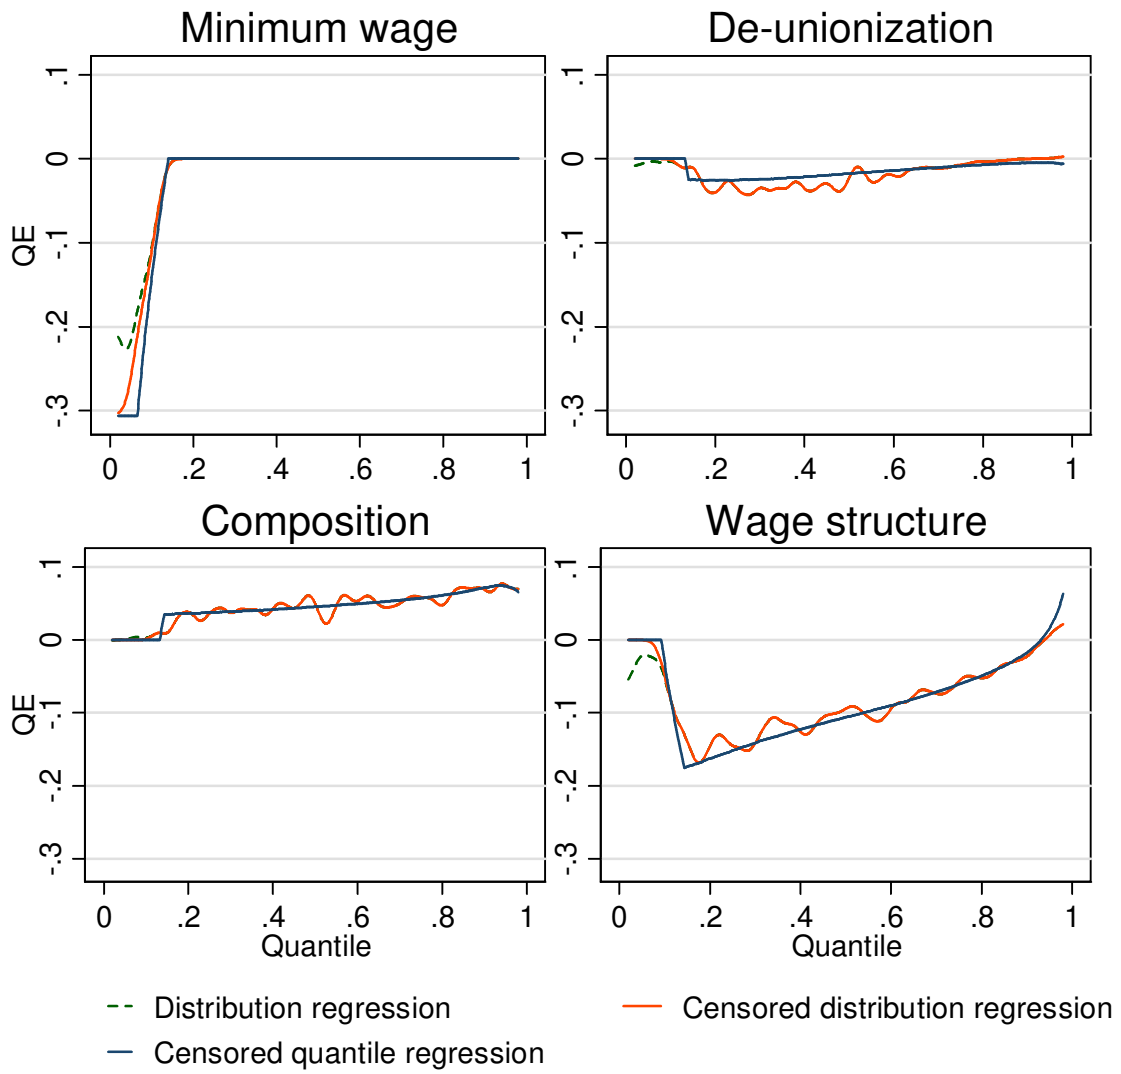 Minimum wage
De-unionization
QE
.1
0
-.1
-.2
-.3
0 .2 .4 .6 .8 1
.1
0
-.1
-.2
-.3
0 .2 .4 .6 .8 1
Composition
Wage structure
QE
.1
0
-.1
-.2
-.3
0 .2 .4 .6 .8 1
Quantile
.1
0
-.1
-.2
-.3
0 .2 .4 .6 .8 1
Quantile
Distribution regression
Censored distribution regression
Censored quantile regression